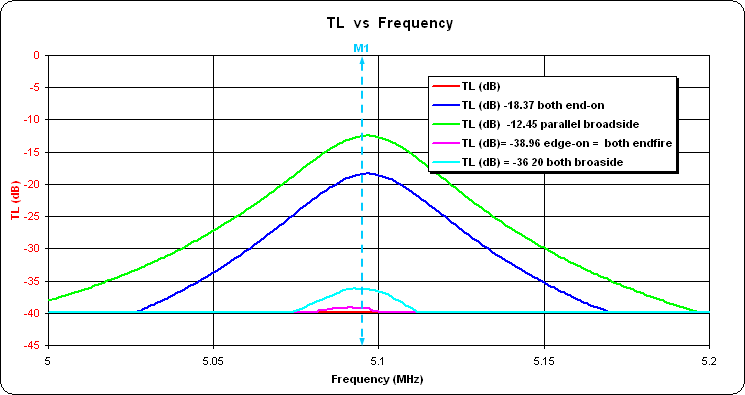 TL vs Frequency
M1
0
-5
-10
-15
-20
-25
-30
-35
-40
-45
TL (dB)
TL (dB)
TL (dB) -18.37 both end-on
TL (dB) -12.45 parallel broadside
TL (dB)= -38.96 edge-on = both endfire
TL (dB) = -36 20 both broaside
5
5.05
5.1
5.15
5.2
Frequency (MHz)